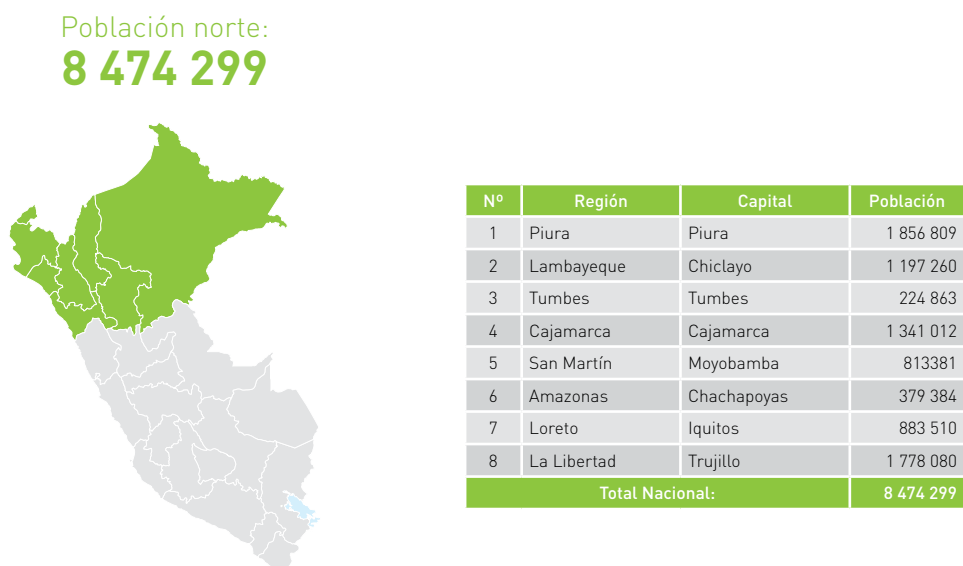 Población norte:
8 474 299
Nº Región Capital Población
1 Piura Piura 1 856 809
2 Lambayeque Chiclayo 1 197 260
3 Tumbes Tumbes 224 863
4 Cajamarca Cajamarca 1 341 012
5 San Martín Moyobamba 813381
6 Amazonas Chachapoyas 379 384
7 Loreto Iquitos 883 510
8 La Libertad Trujillo 1 778 080
Total Nacional: 8 474 299